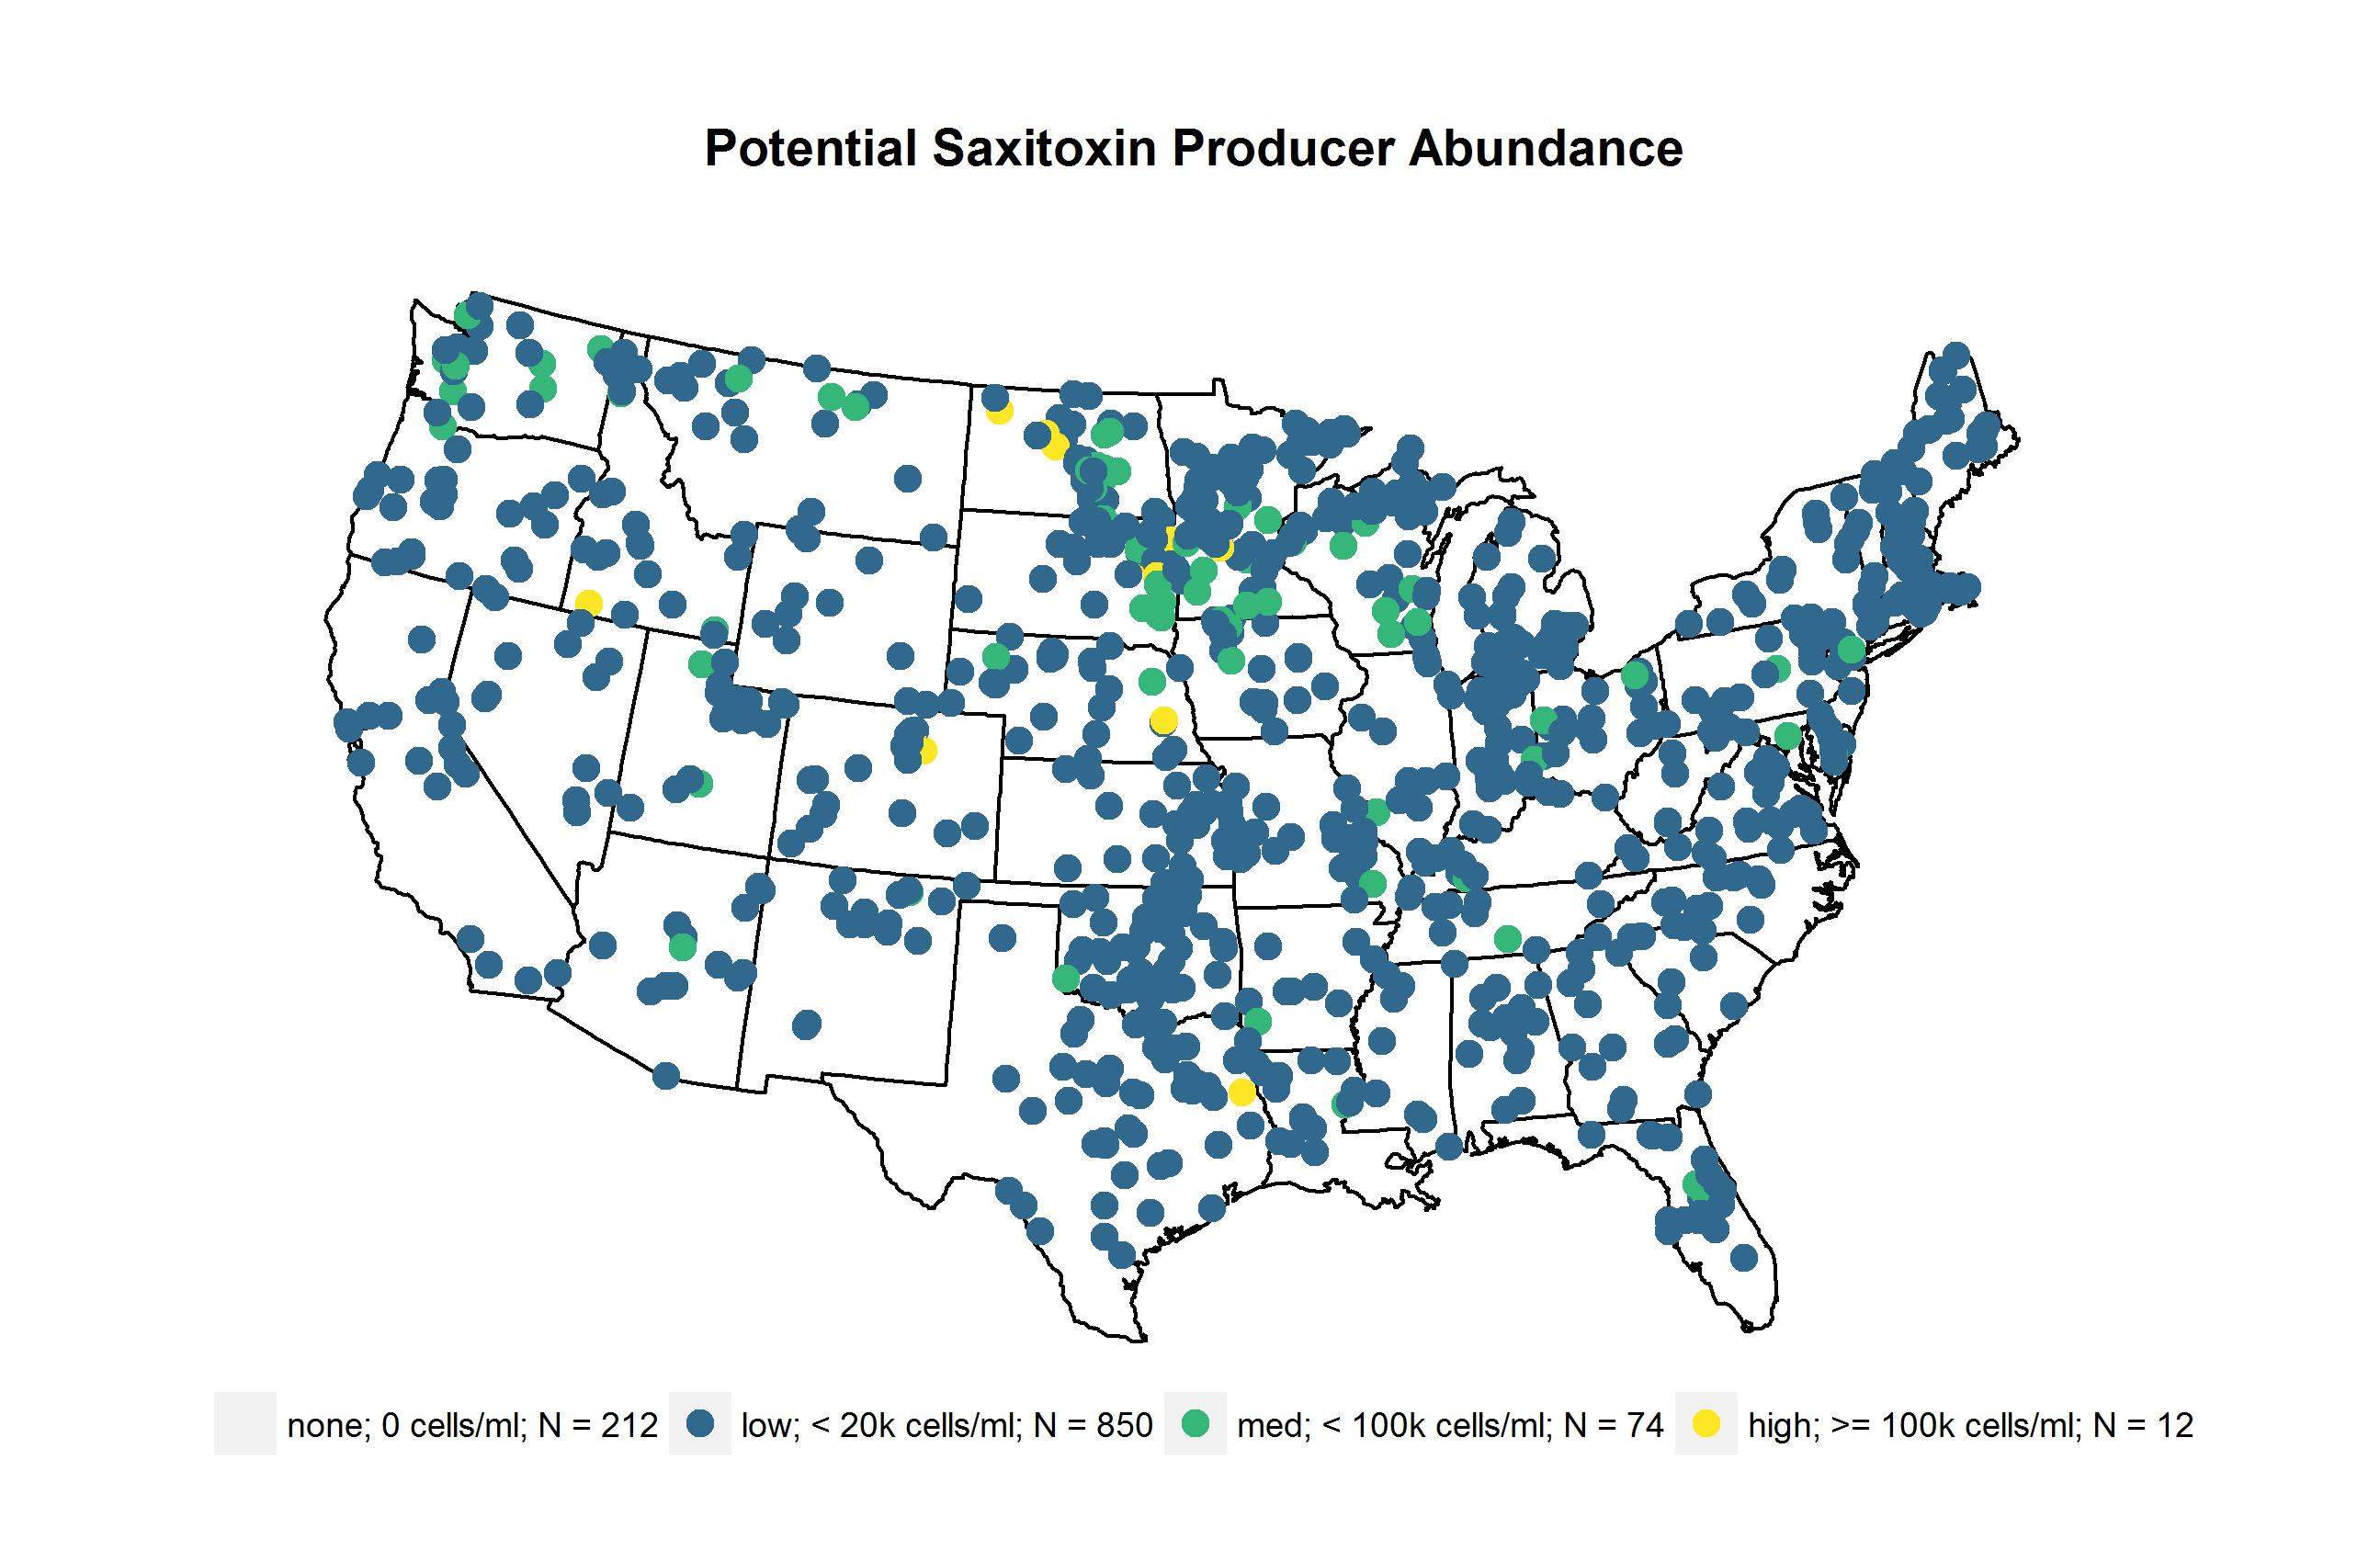 Potential Saxitoxin Producer Abundance
none; 0 cells/ml; N = 212 low; < 20k cells/ml; N = 850 med; < 100k cells/ml; N = 74 high; >= 100k cells/ml; N = 12